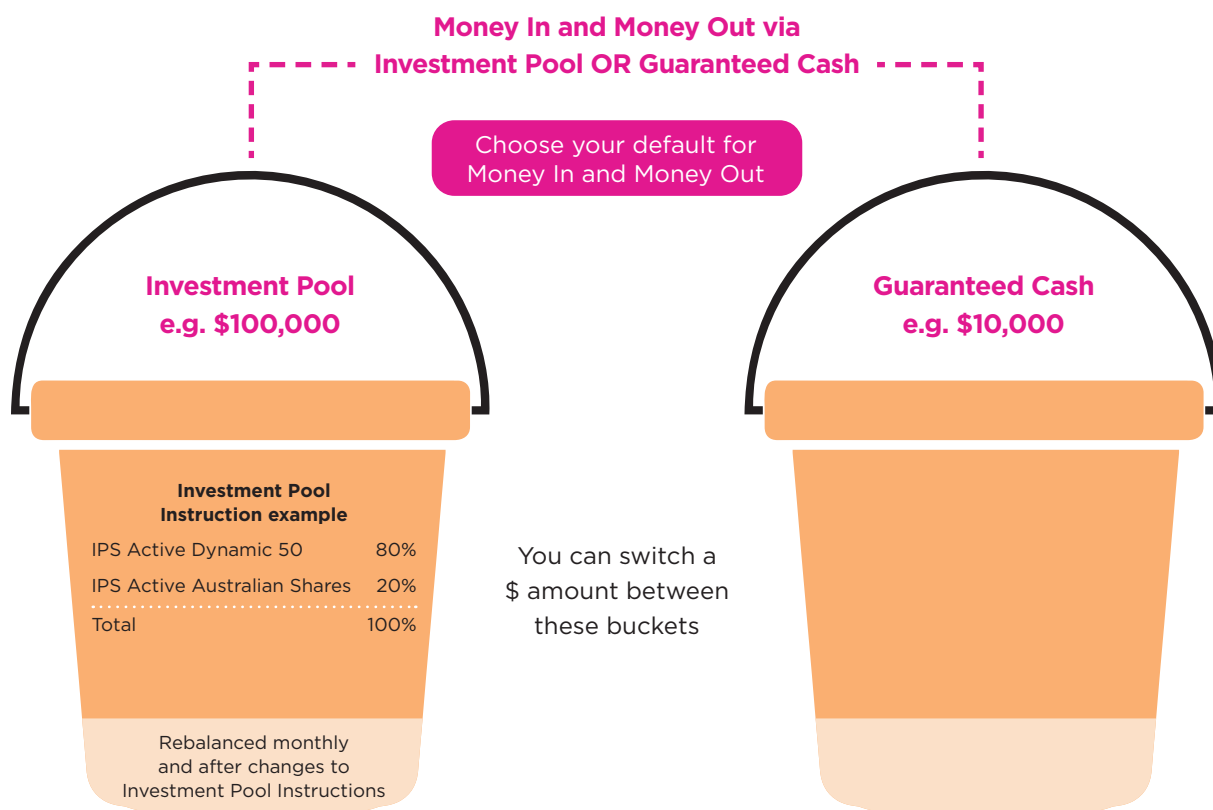 Money In and Money Out via
Investment Pool OR Guaranteed Cash
Choose your default for
Money In and Money Out
Investment Pool
e.g. $100,000
Guaranteed Cash
e.g. $10,000
Investment Pool
Instruction example
IPS Active Dynamic 50 80%
IPS Active Australian Shares 20%
Total 100%
You can switch a
$ amount between
these buckets
Rebalanced monthly
and after changes to
Investment Pool Instructions